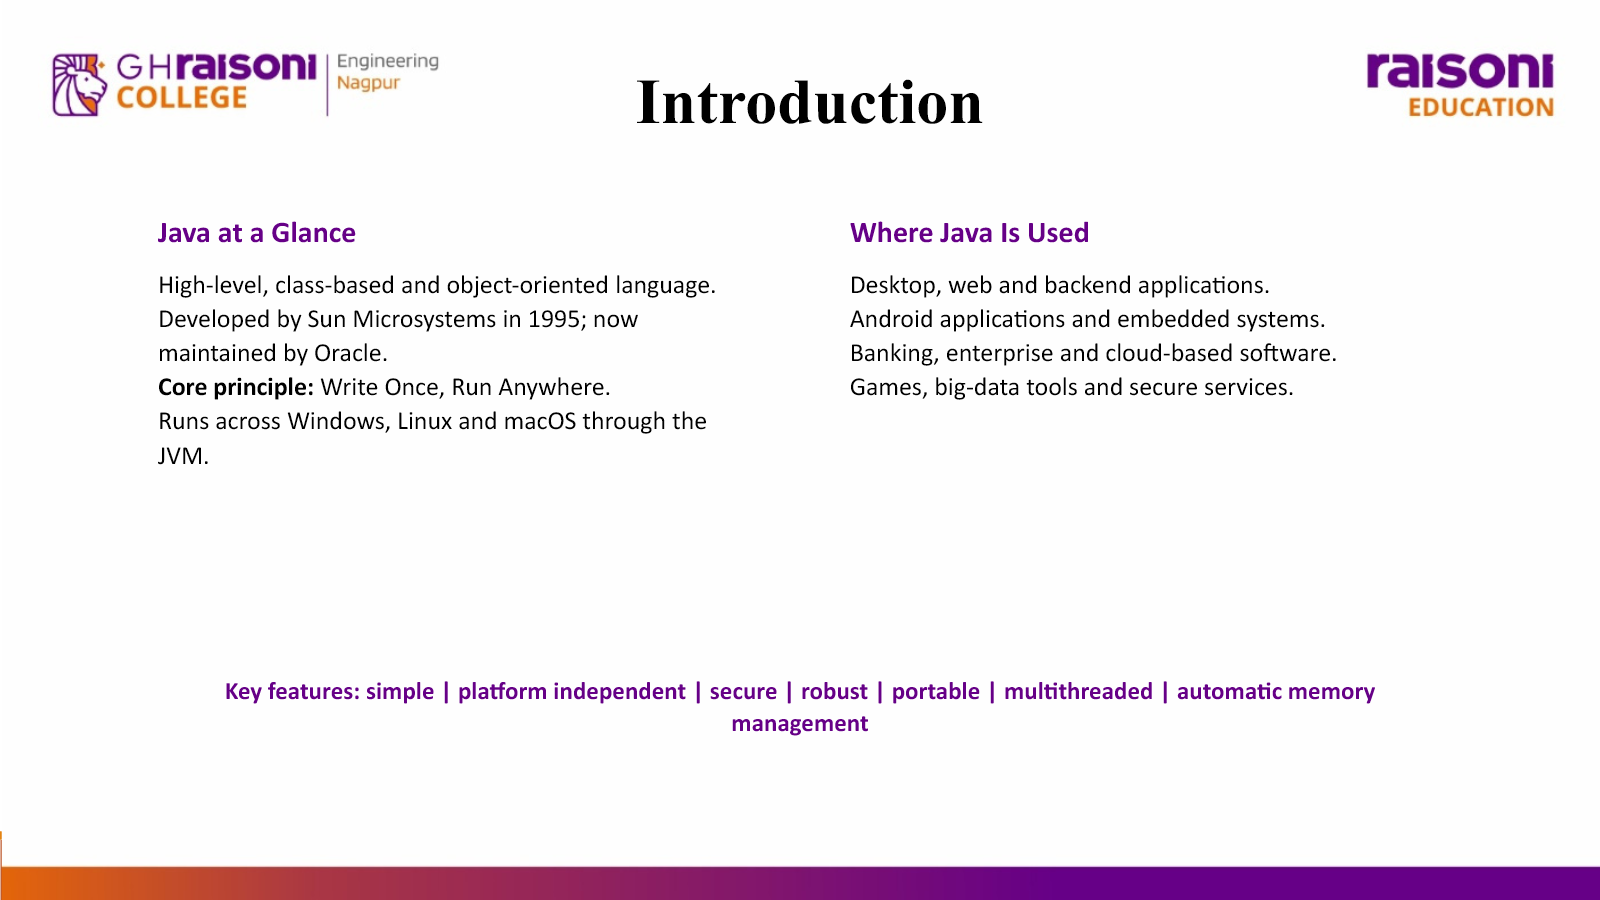 GHraisoni
COLLEGE
Engineering
Nagpur
Introduction
raisoni
EDUCATION
Java at a Glance
High-level, class-based and object-oriented language.
Developed by Sun Microsystems in 1995; now
maintained by Oracle.
Core principle: Write Once, Run Anywhere.
Runs across Windows, Linux and macOS through the
JVM.
Where Java Is Used
Desktop, web and backend applications.
Android applications and embedded systems.
Banking, enterprise and cloud-based software.
Games, big-data tools and secure services.
Key features: simple | platform independent | secure | robust | portable | multithreaded | automatic memory
management